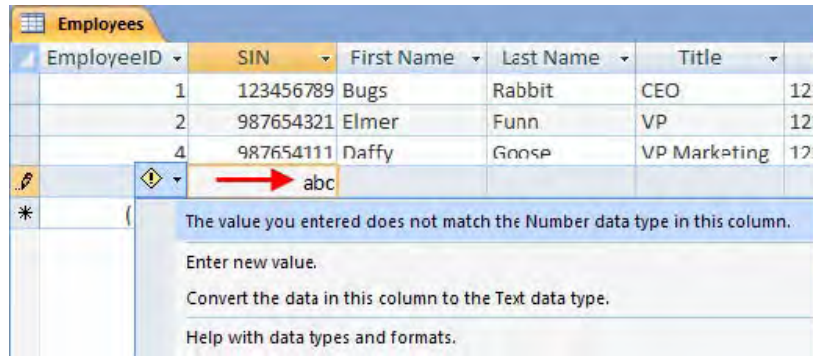 Employees
EmployeeID SIN First Name Last Name Title
1 123456789 Bugs Rabbit CEO 12
2 987654321 Elmer Funn VP 12
4 987654111 Daffy Goose VP Marketing 12
abc
* (
The value you entered does not match the Number data type in this column.
Enter new value.
Convert the data in this column to the Text data type.
Help with data types and formats.